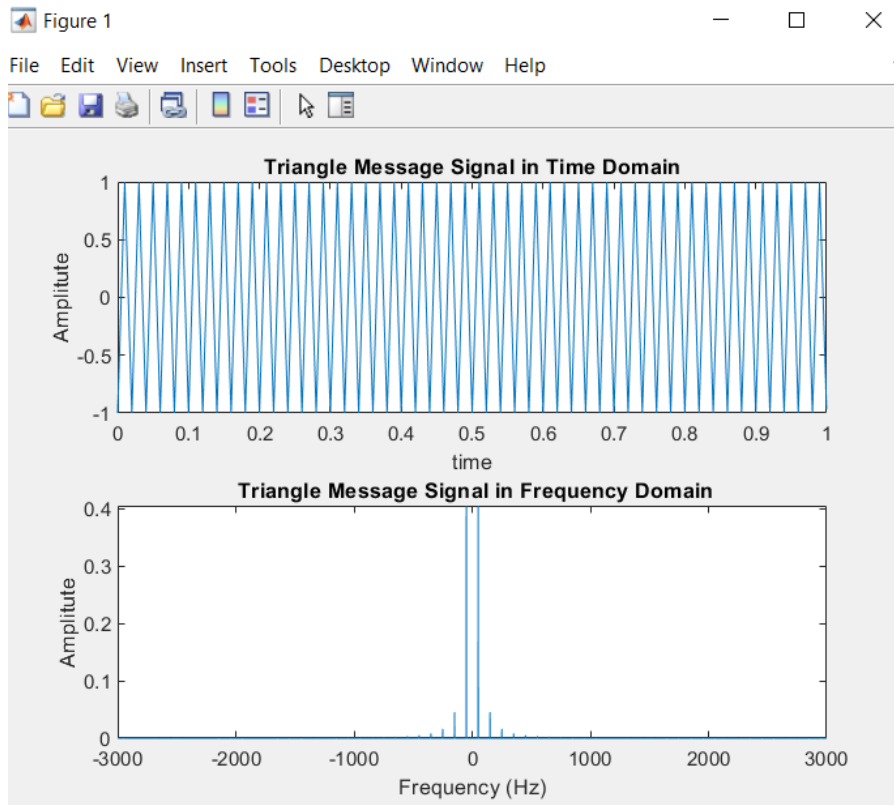 Figure 1
File Edit View Insert Tools Desktop Window Help
Triangle Message Signal in Time Domain
1
0.5
0
-0.5
-1
Amplitute
0 0.1 0.2 0.3 0.4 0.5 0.6 0.7 0.8 0.9 1
time
Triangle Message Signal in Frequency Domain
0.4
0.3
0.2
0.1
0
Amplitute
-3000 -2000 -1000 0 1000 2000 3000
Frequency (Hz)